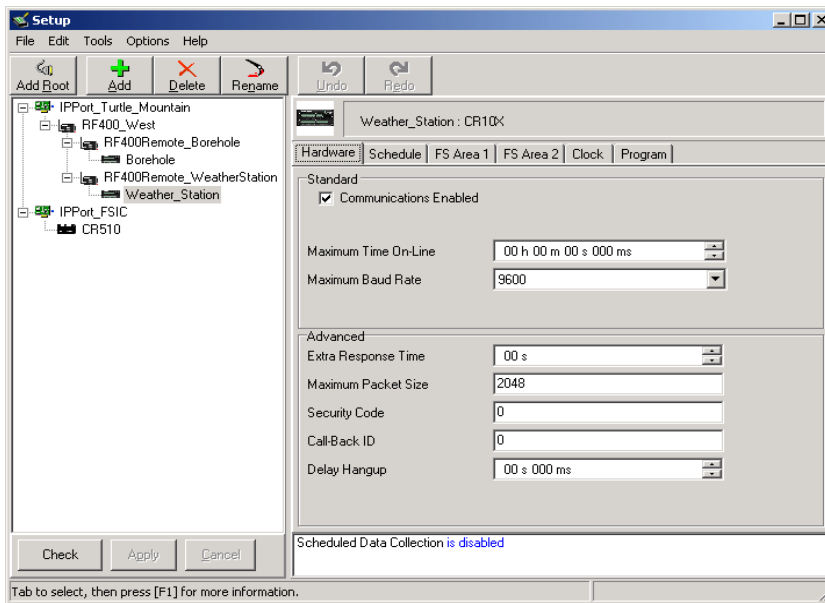 Setup
File Edit Tools Options Help
Add Root Add Delete Rename Undo Redo
IPPort_Turtle_Mountain
RF400_West
RF400Remote_Borehole
Borehole
RF400Remote_WeatherStation
Weather_Station
IPPort_FSIC
CR510
Check Apply Cancel
Weather_Station : CR10X
Hardware Schedule FS Area 1 FS Area 2 Clock Program
Standard
Communications Enabled
Maximum Time On-Line 00 h 00 m 00 s 000 ms
Maximum Baud Rate 9600
Advanced
Extra Response Time 00 s
Maximum Packet Size 2048
Security Code 0
Call-Back ID 0
Delay Hangup 00 s 000 ms
Scheduled Data Collection is disabled
Tab to select, then press [F1] for more information.